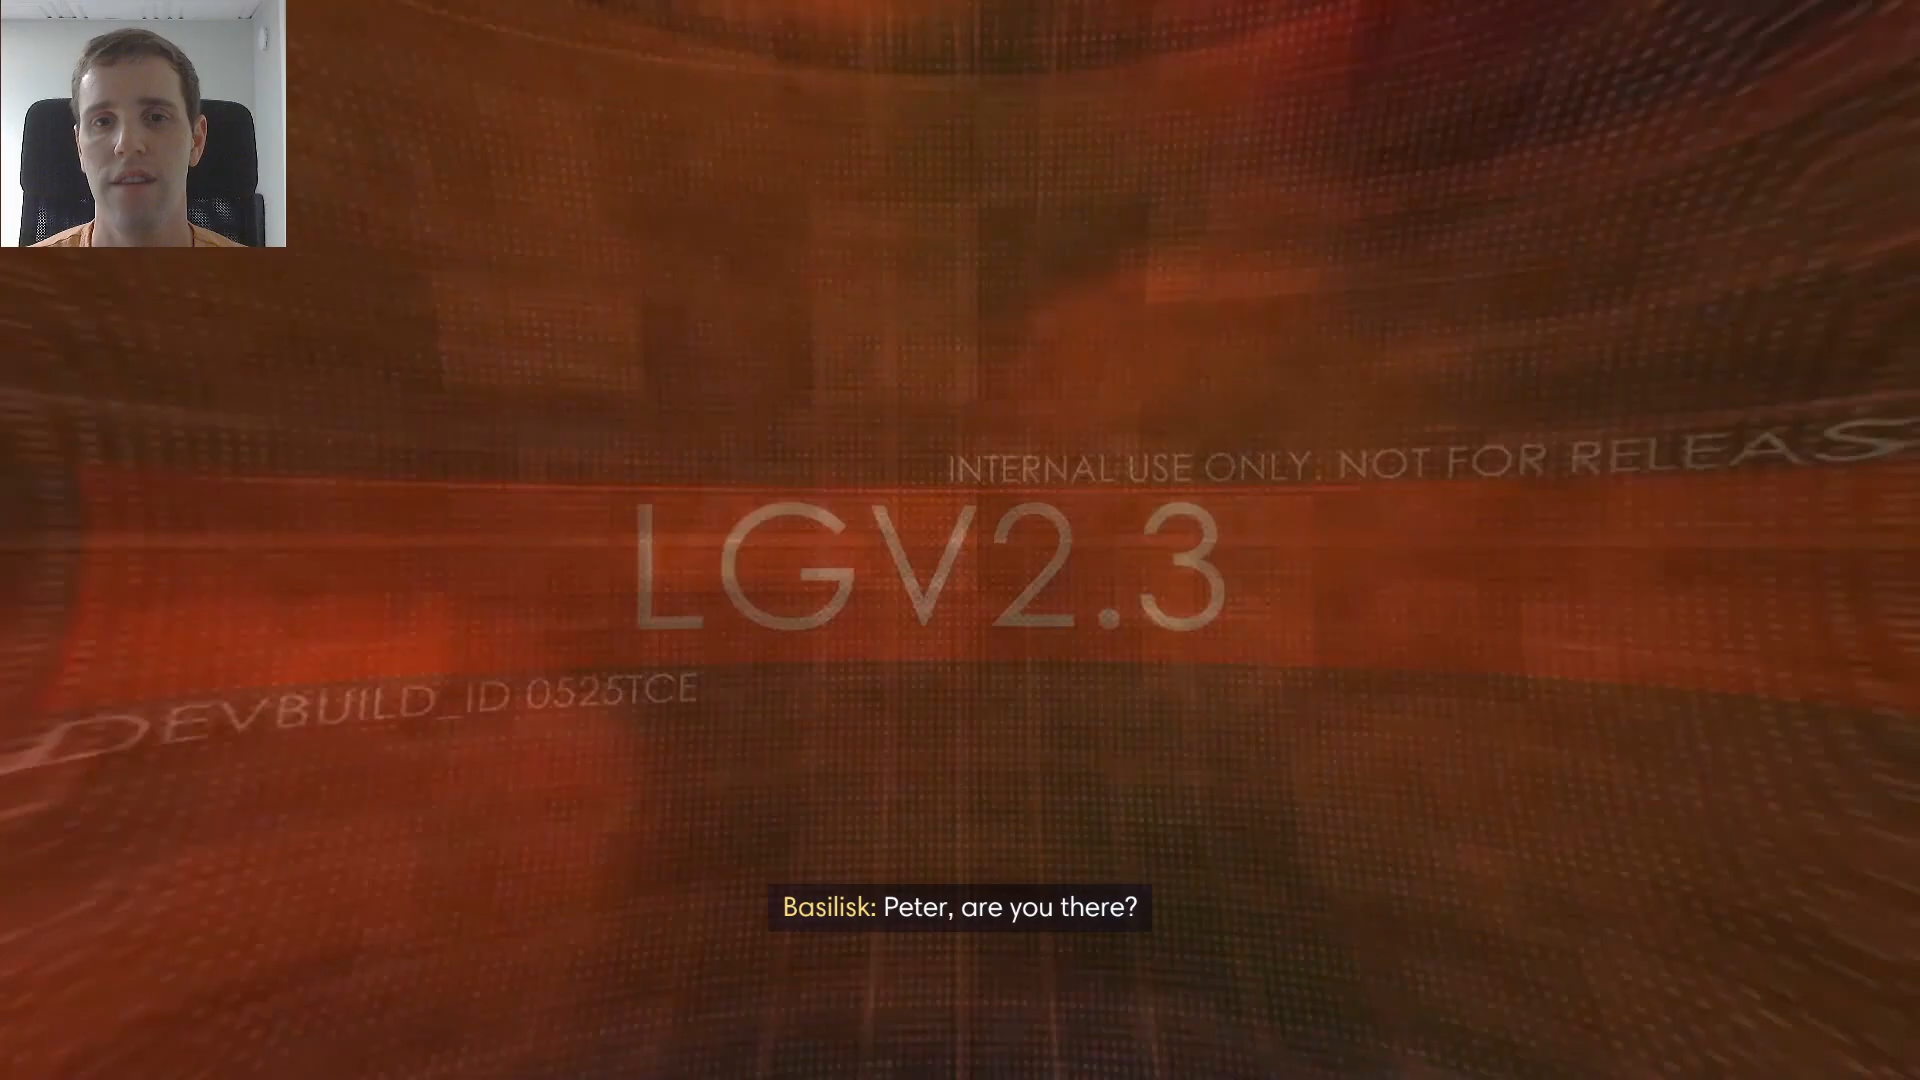 INTERNAL USE ONLY. NOT FOR RELEAS
LGV2.3
DEVBUILD_ID 0525TCE
Basilisk: Peter, are you there?